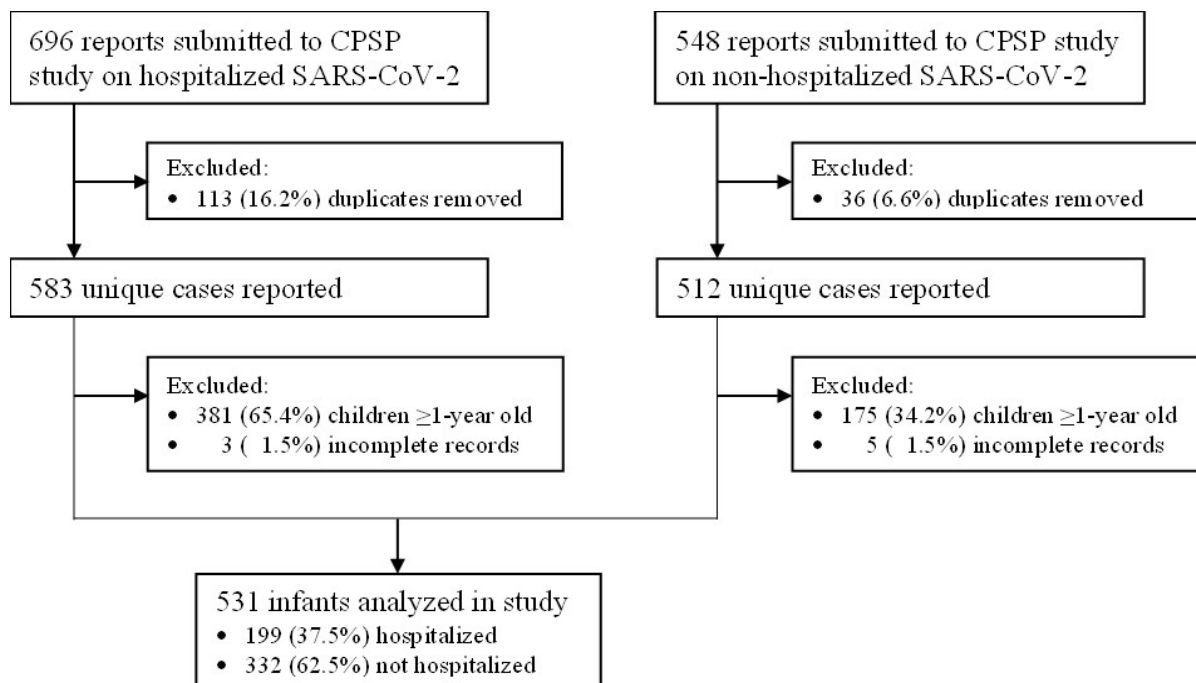 696 reports submitted to CPSP
study on hospitalized SARS-CoV-2
548 reports submitted to CPSP study
on non-hospitalized SARS-CoV-2
Excluded:
• 113 (16.2%) duplicates removed
Excluded:
• 36 (6.6%) duplicates removed
583 unique cases reported
512 unique cases reported
Excluded:
• 381 (65.4%) children ≥1-year old
• 3 ( 1.5%) incomplete records
Excluded:
• 175 (34.2%) children ≥1-year old
• 5 ( 1.5%) incomplete records
531 infants analyzed in study
• 199 (37.5%) hospitalized
• 332 (62.5%) not hospitalized